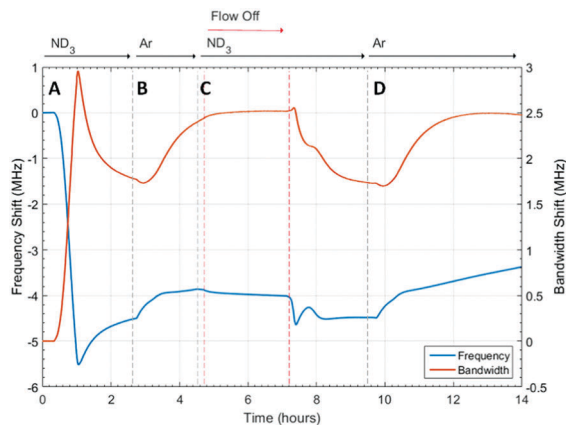 Flow Off
ND3 Ar ND3 Ar
A B C D
1
0
-1
-2
-3
-4
-5
-6
Frequency Shift (MHz)
3
2.5
2
1.5
1
0.5
0
-0.5
Bandwidth Shift (MHz)
Frequency
Bandwidth
0 2 4 6 8 10 12 14
Time (hours)